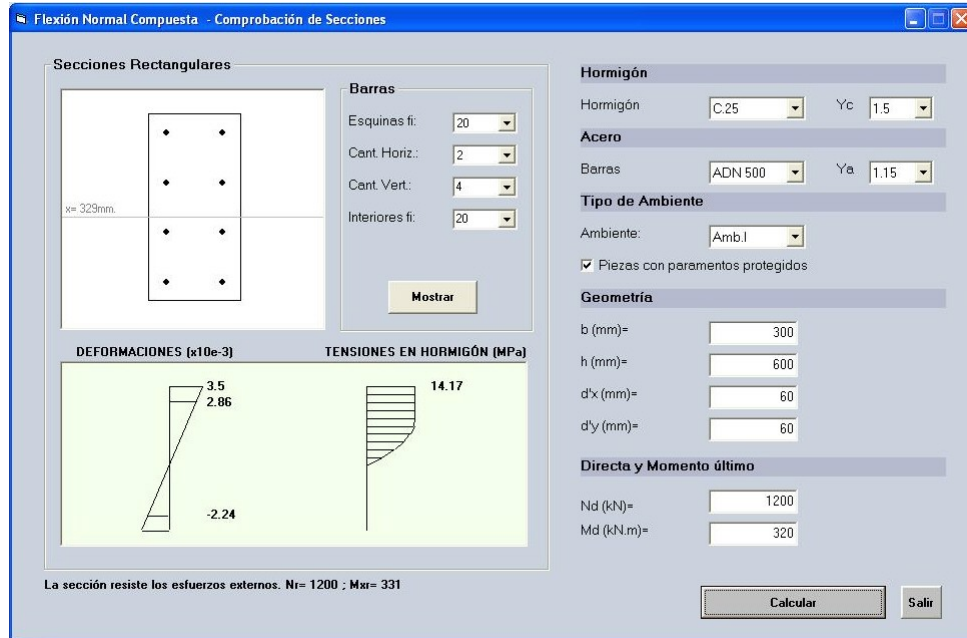 Flexión Normal Compuesta - Comprobación de Secciones
Secciones Rectangulares
x= 329mm.
Barras
Esquinas fi: 20
Cant. Horiz.: 2
Cant. Vert.: 4
Interiores fi: 20
Mostrar
DEFORMACIONES (x10e-3)
TENSIONES EN HORMIGÓN (MPa)
3.5
2.86
-2.24
14.17
La sección resiste los esfuerzos externos. Nr= 1200 ; Mxr= 331
Hormigón
Hormigón C.25 Yc 1.5
Acero
Barras ADN 500 Ya 1.15
Tipo de Ambiente
Ambiente: Amb.I
Piezas con paramentos protegidos
Geometría
b (mm)= 300
h (mm)= 600
d'x (mm)= 60
d'y (mm)= 60
Directa y Momento último
Nd (kN)= 1200
Md (kN.m)= 320
Calcular
Salir